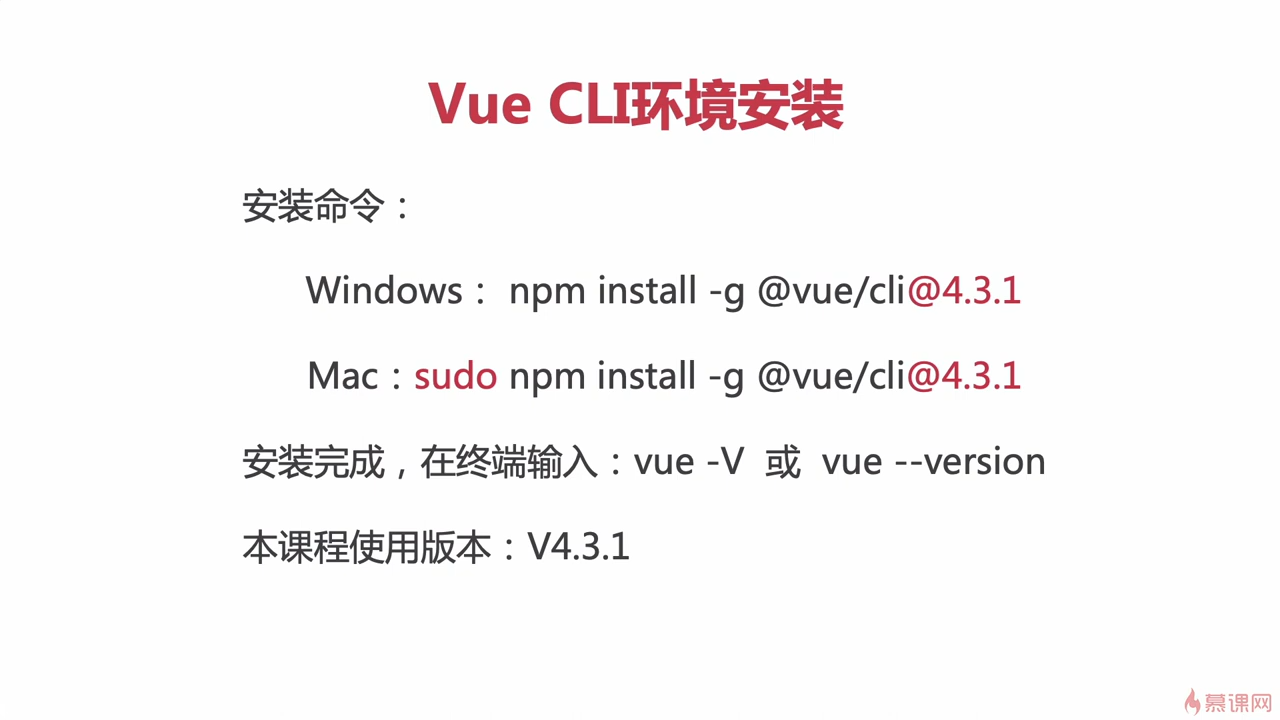 Vue CLI环境安装
安装命令：
Windows： npm install -g @vue/cli@4.3.1
Mac：sudo npm install -g @vue/cli@4.3.1
安装完成，在终端输入：vue -V 或 vue --version
本课程使用版本：V4.3.1
慕课网